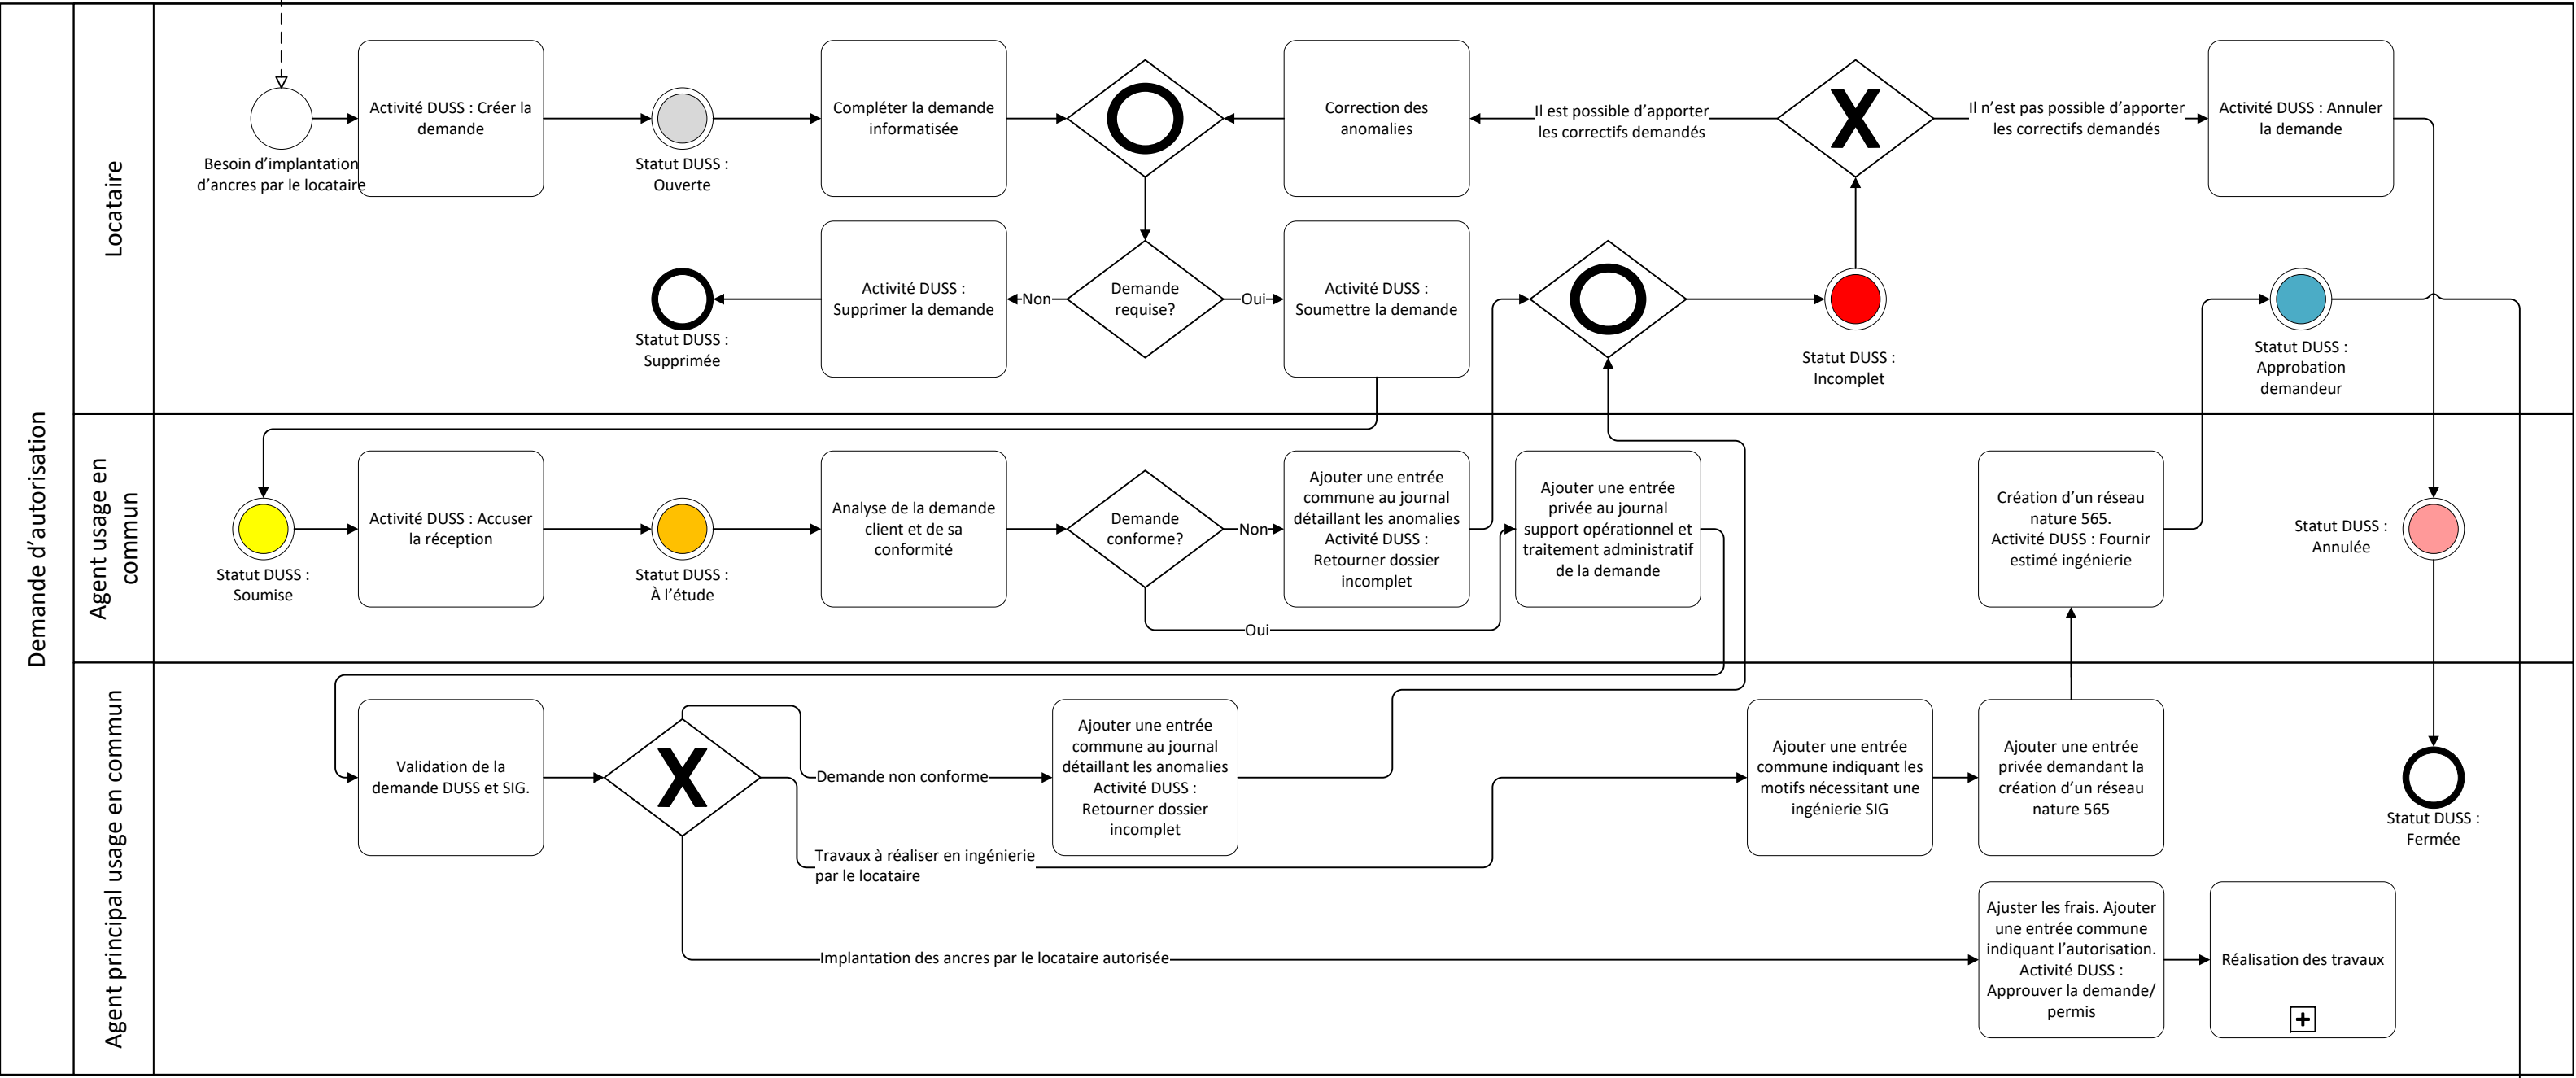 Demande d’autorisation
Locataire
Besoin d’implantation
d’ancres par le locataire
Activité DUSS : Créer la
demande
Statut DUSS :
Ouverte
Compléter la demande
informatisée
Correction des
anomalies
Il est possible d’apporter
les correctifs demandés
X
Il n’est pas possible d’apporter
les correctifs demandés
Activité DUSS : Annuler
la demande
Statut DUSS :
Supprimée
Activité DUSS :
Supprimer la demande
Non
Demande
requise?
Oui
Activité DUSS :
Soumettre la demande
Statut DUSS :
Incomplet
Statut DUSS :
Approbation
demandeur
Agent usage en
commun
Statut DUSS :
Soumise
Activité DUSS : Accuser
la réception
Statut DUSS :
À l’étude
Analyse de la demande
client et de sa
conformité
Demande
conforme?
Non
Oui
Ajouter une entrée
commune au journal
détaillant les anomalies
Activité DUSS :
Retourner dossier
incomplet
Ajouter une entrée
privée au journal
support opérationnel et
traitement administratif
de la demande
Création d’un réseau
nature 565.
Activité DUSS : Fournir
estimé ingénierie
Statut DUSS :
Annulée
Agent principal usage en commun
Validation de la
demande DUSS et SIG.
X
Demande non conforme
Travaux à réaliser en ingénierie
par le locataire
Implantation des ancres par le locataire autorisée
Ajouter une entrée
commune au journal
détaillant les anomalies
Activité DUSS :
Retourner dossier
incomplet
Ajouter une entrée
commune indiquant les
motifs nécessitant une
ingénierie SIG
Ajouter une entrée
privée demandant la
création d’un réseau
nature 565
Statut DUSS :
Fermée
Ajuster les frais. Ajouter
une entrée commune
indiquant l’autorisation.
Activité DUSS :
Approuver la demande/
permis
Réalisation des travaux